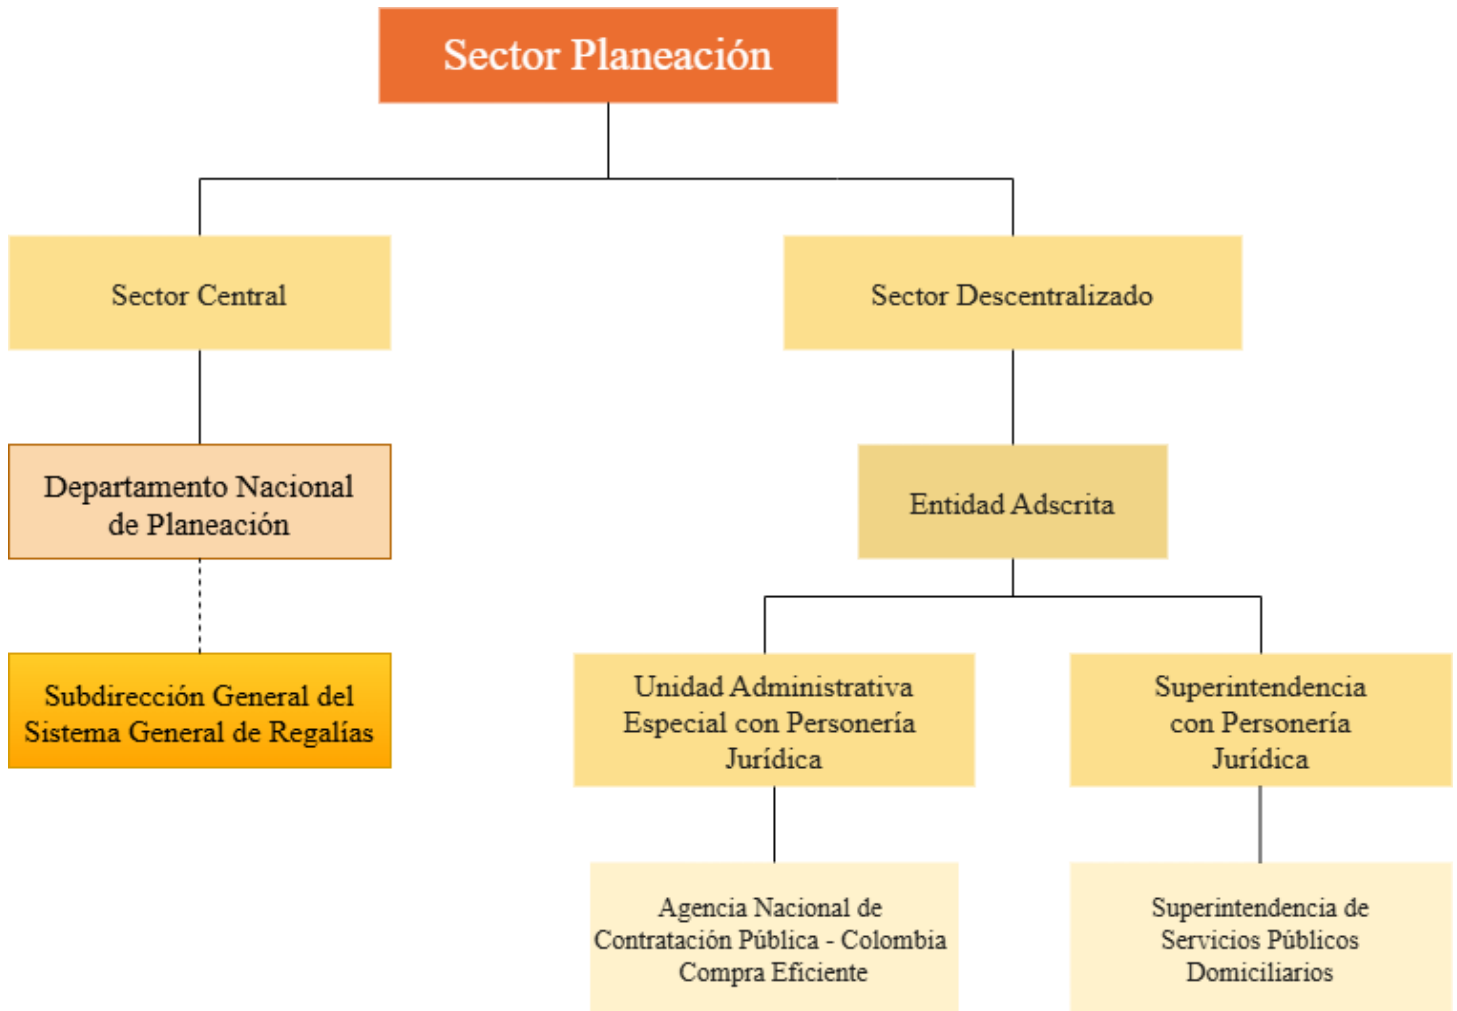 Sector Planeación
Sector Central
Sector Descentralizado
Departamento Nacional
de Planeación
Entidad Adscrita
Subdirección General del
Sistema General de Regalías
Unidad Administrativa
Especial con Personería
Jurídica
Superintendencia
con Personería
Jurídica
Agencia Nacional de
Contratación Pública - Colombia
Compra Efíciente
Superintendencia de
Servicios Públicos
Domiciliarios